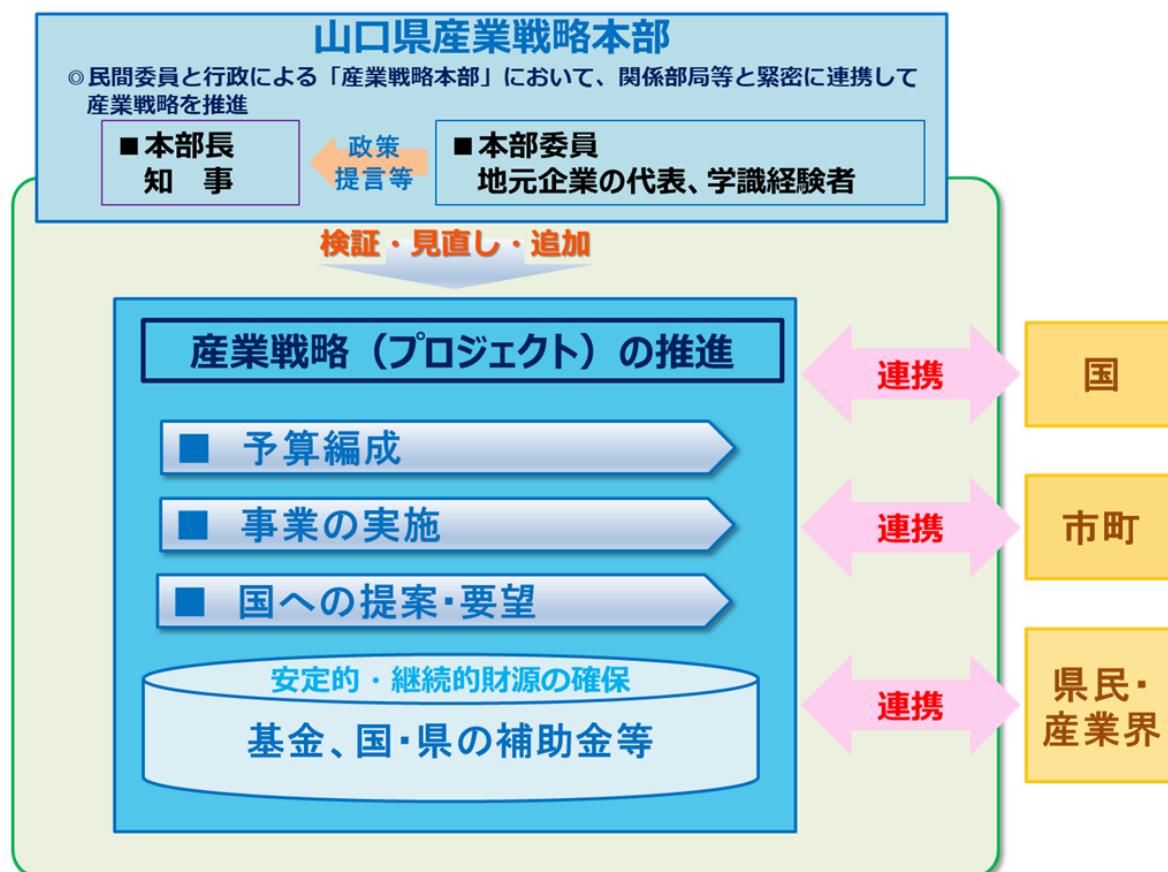 山口県産業戦略本部
◎民間委員と行政による「産業戦略本部」において、関係部局等と緊密に連携して
産業戦略を推進
■本部長
知　事
政策
提言等
■本部委員
地元企業の代表、学識経験者
検証・見直し・追加
産業戦略（プロジェクト）の推進
■ 予算編成
■ 事業の実施
■ 国への提案・要望
安定的・継続的財源の確保
基金、国・県の補助金等
連携
国
連携
市町
連携
県民・
産業界